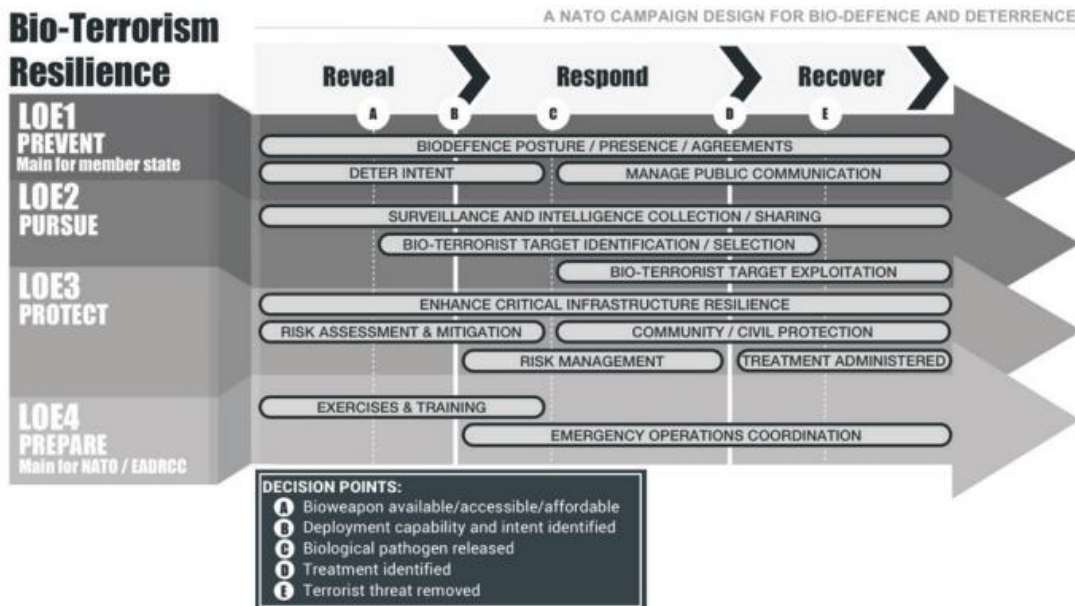 Bio-Terrorism
Resilience
A NATO CAMPAIGN DESIGN FOR BIO-DEFENCE AND DETERRENCE
Reveal
Respond
Recover
A
B
C
D
E
LOE1
PREVENT
Main for member state
BIODEFENCE POSTURE / PRESENCE / AGREEMENTS
DETER INTENT
MANAGE PUBLIC COMMUNICATION
LOE2
PURSUE
SURVEILLANCE AND INTELLIGENCE COLLECTION / SHARING
BIO-TERRORIST TARGET IDENTIFICATION / SELECTION
BIO-TERRORIST TARGET EXPLOITATION
LOE3
PROTECT
ENHANCE CRITICAL INFRASTRUCTURE RESILIENCE
RISK ASSESSMENT & MITIGATION
COMMUNITY / CIVIL PROTECTION
RISK MANAGEMENT
TREATMENT ADMINISTERED
LOE4
PREPARE
Main for NATO / EADRCC
EXERCISES & TRAINING
EMERGENCY OPERATIONS COORDINATION
DECISION POINTS:
A Bioweapon available/accessible/affordable
B Deployment capability and intent identified
C Biological pathogen released
D Treatment identified
E Terrorist threat removed